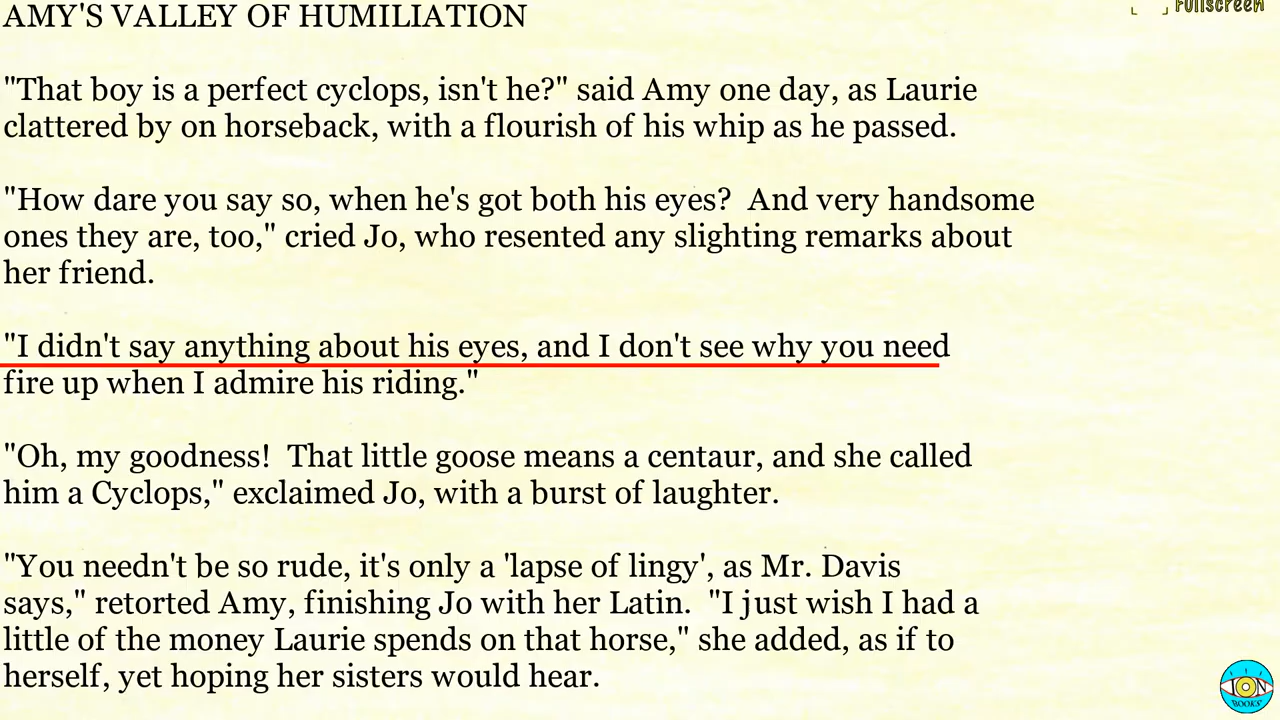 AMY'S VALLEY OF HUMILIATION
Fullscreen
"That boy is a perfect cyclops, isn't he?" said Amy one day, as Laurie
clattered by on horseback, with a flourish of his whip as he passed.
"How dare you say so, when he's got both his eyes?  And very handsome
ones they are, too," cried Jo, who resented any slighting remarks about
her friend.
"I didn't say anything about his eyes, and I don't see why you need
fire up when I admire his riding."
"Oh, my goodness!  That little goose means a centaur, and she called
him a Cyclops," exclaimed Jo, with a burst of laughter.
"You needn't be so rude, it's only a 'lapse of lingy', as Mr. Davis
says," retorted Amy, finishing Jo with her Latin.  "I just wish I had a
little of the money Laurie spends on that horse," she added, as if to
herself, yet hoping her sisters would hear.
ION
BOOKS